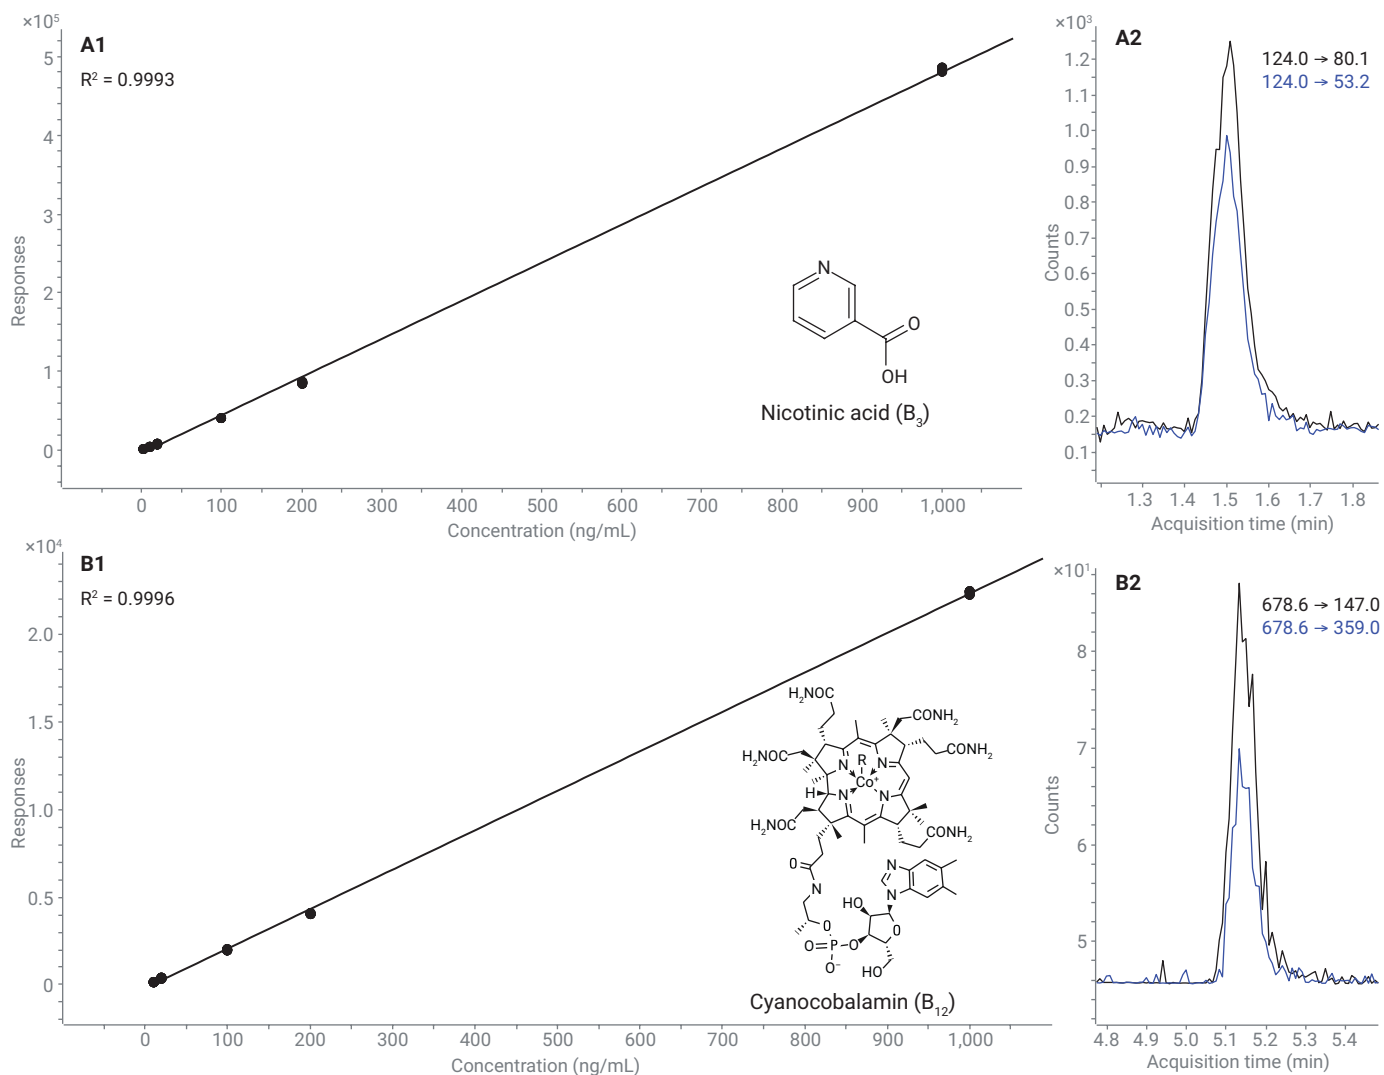 ×10⁵
A1
R² = 0.9993
5
4
3
2
1
0
Responses
0 100 200 300 400 500 600 700 800 900 1,000
Concentration (ng/mL)
N
O
OH
Nicotinic acid (B₃)
×10³
A2
124.0 → 80.1
124.0 → 53.2
1.2
1.1
1.0
0.9
0.8
0.7
0.6
0.5
0.4
0.3
0.2
0.1
Counts
1.3 1.4 1.5 1.6 1.7 1.8
Acquisition time (min)
×10⁴
B1
R² = 0.9996
2.0
1.5
1.0
0.5
0
Responses
0 100 200 300 400 500 600 700 800 900 1,000
Concentration (ng/mL)
H₂NOC
CONH₂
H₂NOC
CONH₂
R
N N
Co⁺
H
N N
H₂NOC
CONH₂
O
N
N
N
HO
O
O
O=P–O
O⁻
HO
Cyanocobalamin (B₁₂)
×10¹
B2
678.6 → 147.0
678.6 → 359.0
8
7
6
5
Counts
4.8 4.9 5.0 5.1 5.2 5.3 5.4
Acquisition time (min)